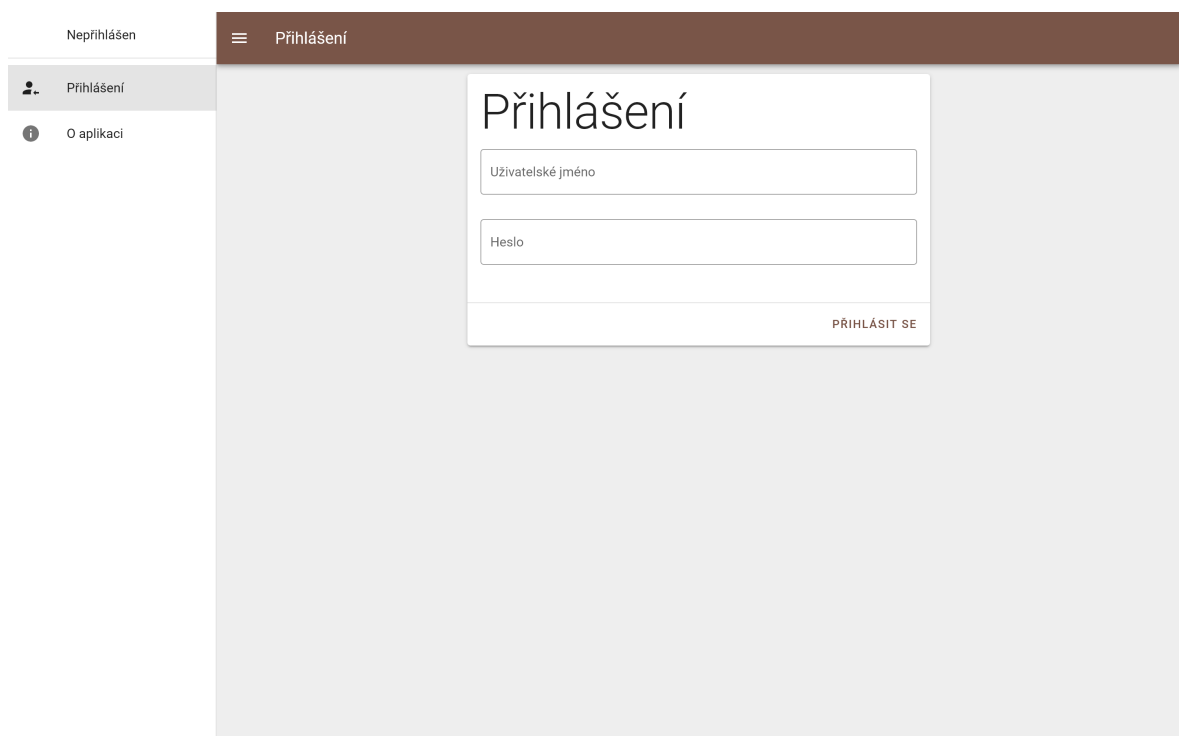 Nepřihlášen
Přihlášení
O aplikaci
Přihlášení
Přihlášení
Uživatelské jméno
Heslo
PŘIHLÁSIT SE